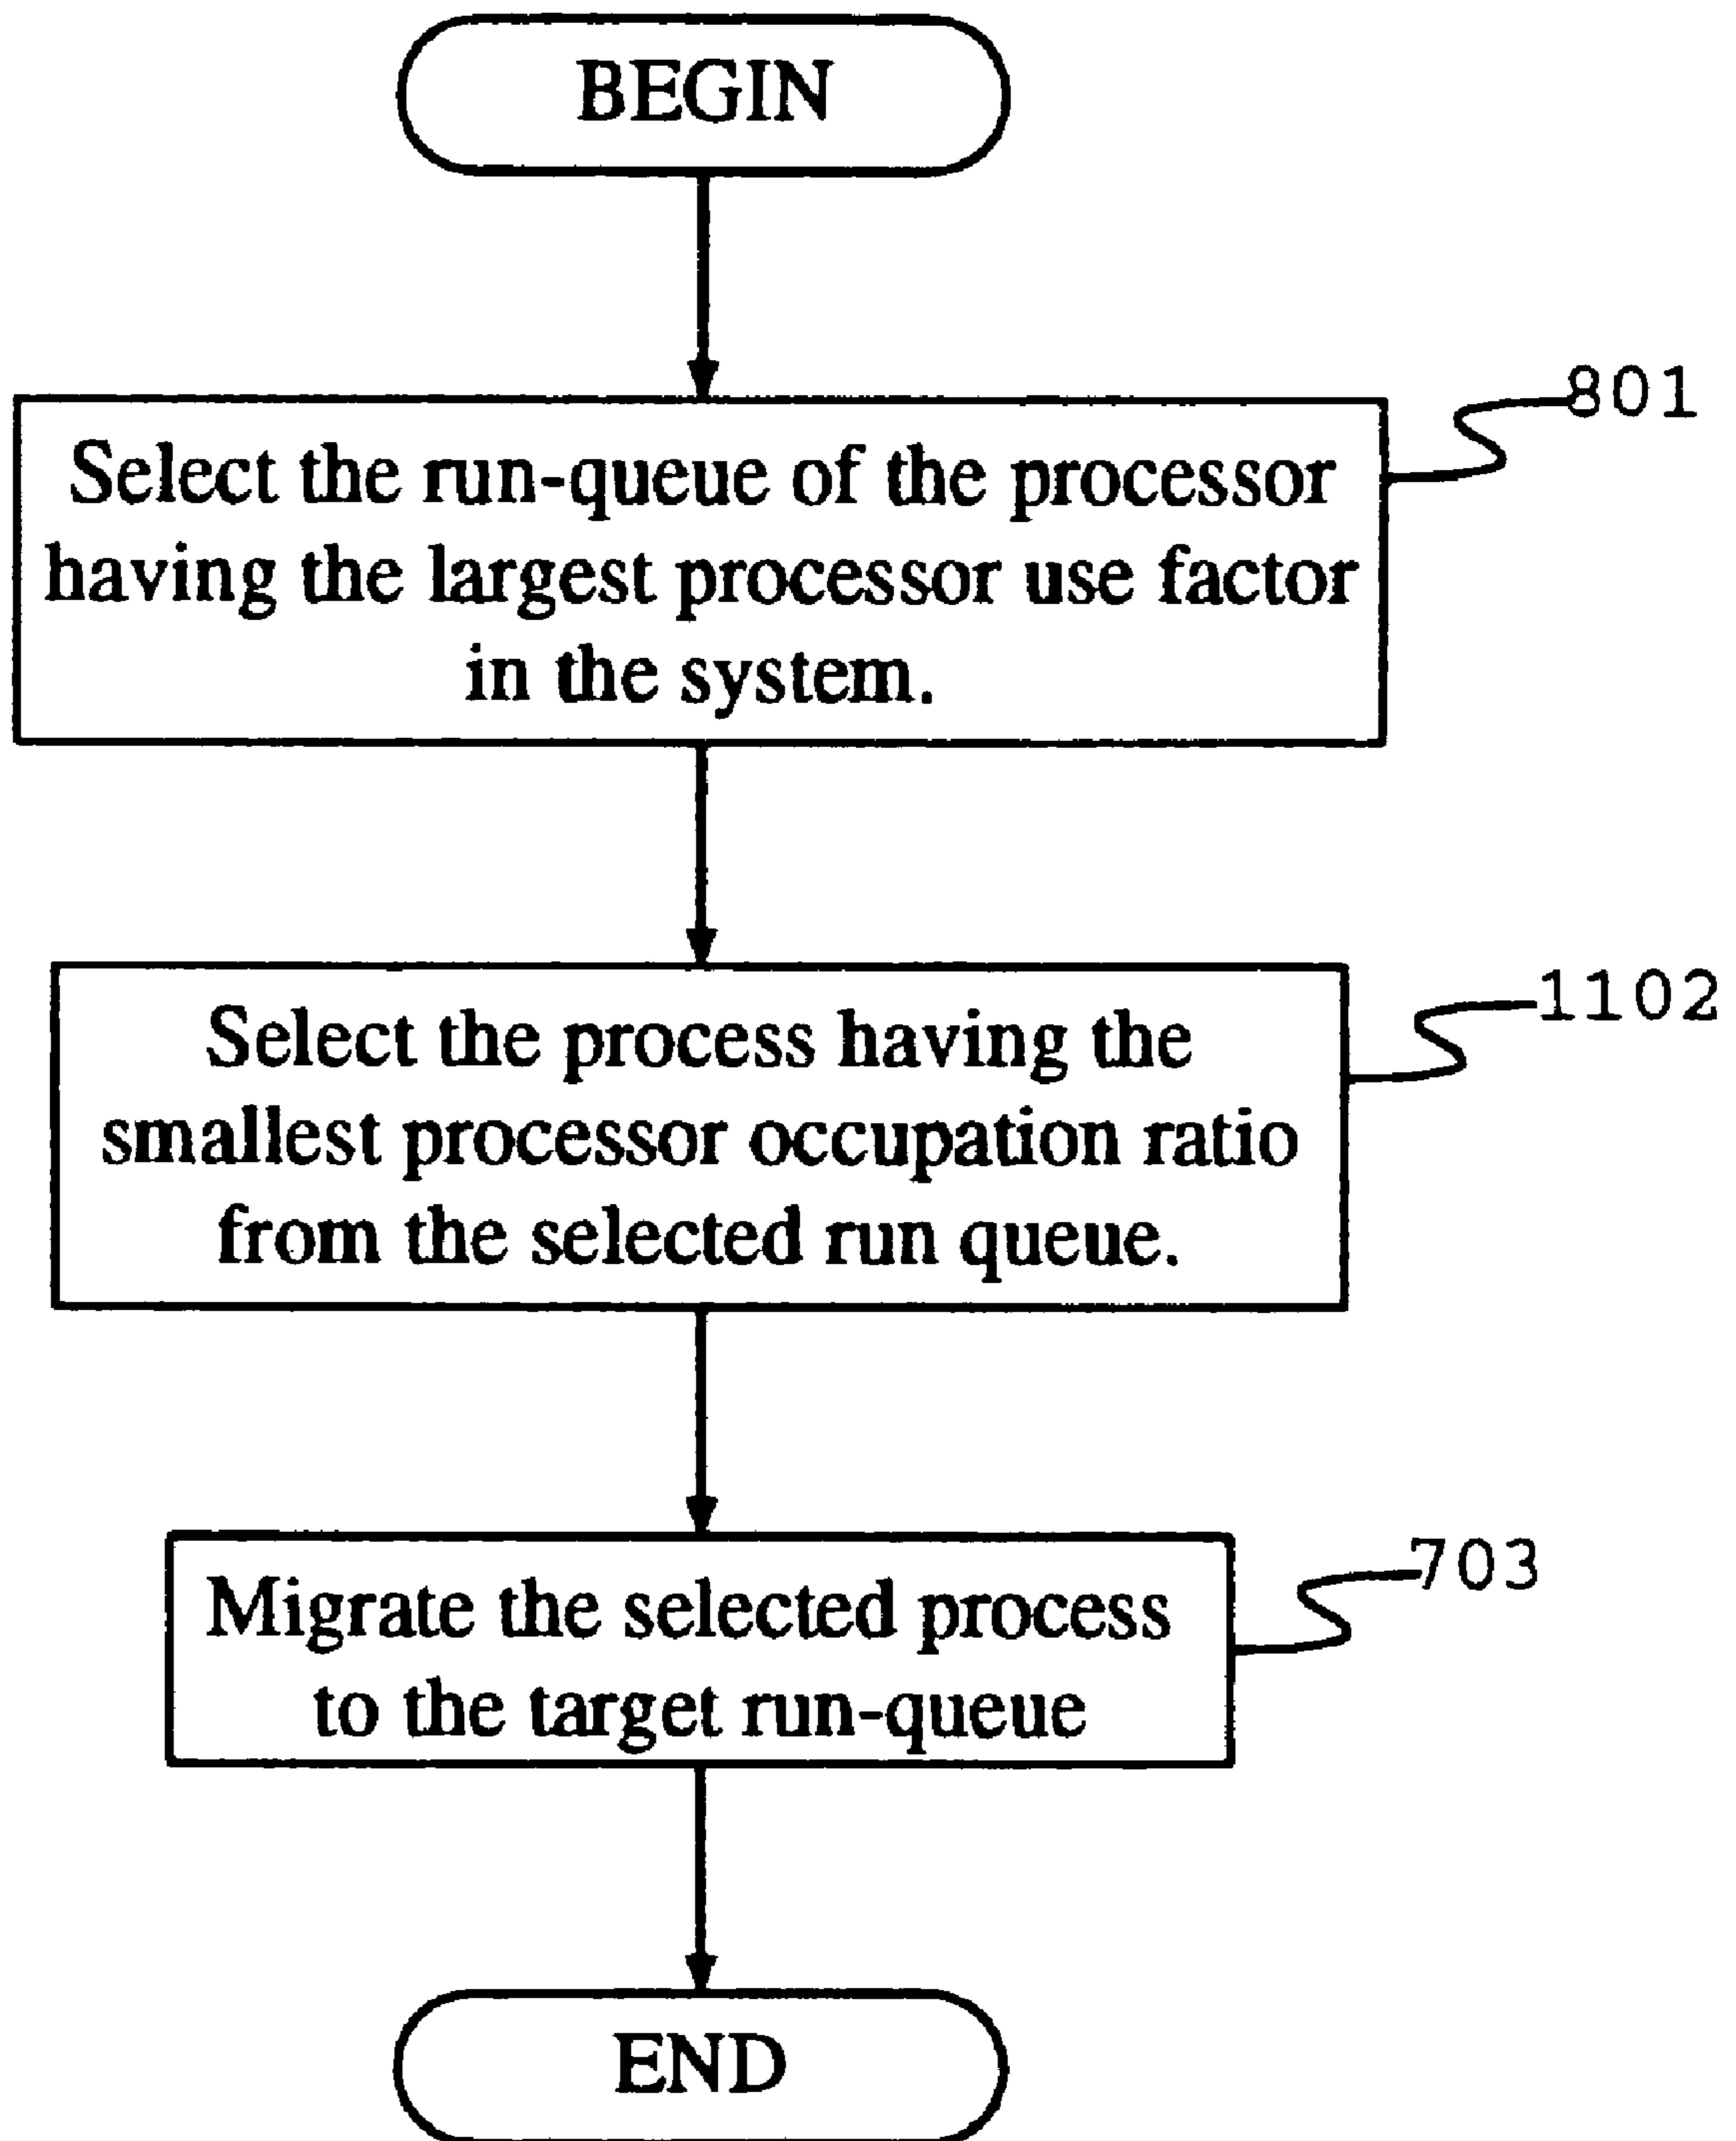 BEGIN
801
Select the run-queue of the processor
having the largest processor use factor
in the system.
1102
Select the process having the
smallest processor occupation ratio
from the selected run queue.
703
Migrate the selected process
to the target run-queue
END